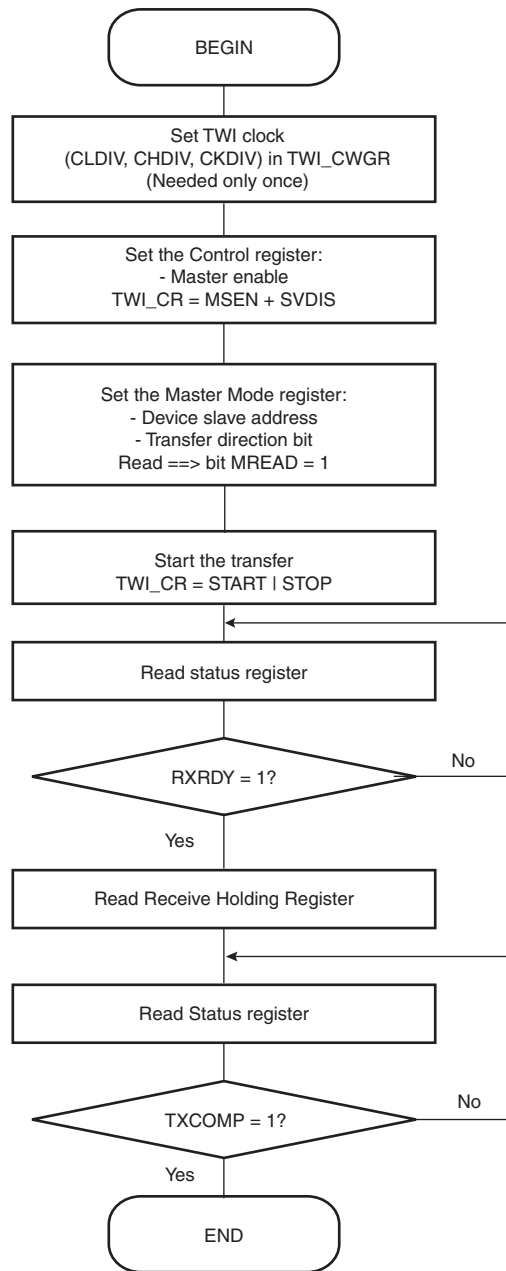 BEGIN
Set TWI clock
(CLDIV, CHDIV, CKDIV) in TWI_CWGR
(Needed only once)
Set the Control register:
- Master enable
TWI_CR = MSEN + SVDIS
Set the Master Mode register:
- Device slave address
- Transfer direction bit
Read ==> bit MREAD = 1
Start the transfer
TWI_CR = START | STOP
Read status register
RXRDY = 1?
No
Yes
Read Receive Holding Register
Read Status register
TXCOMP = 1?
No
Yes
END